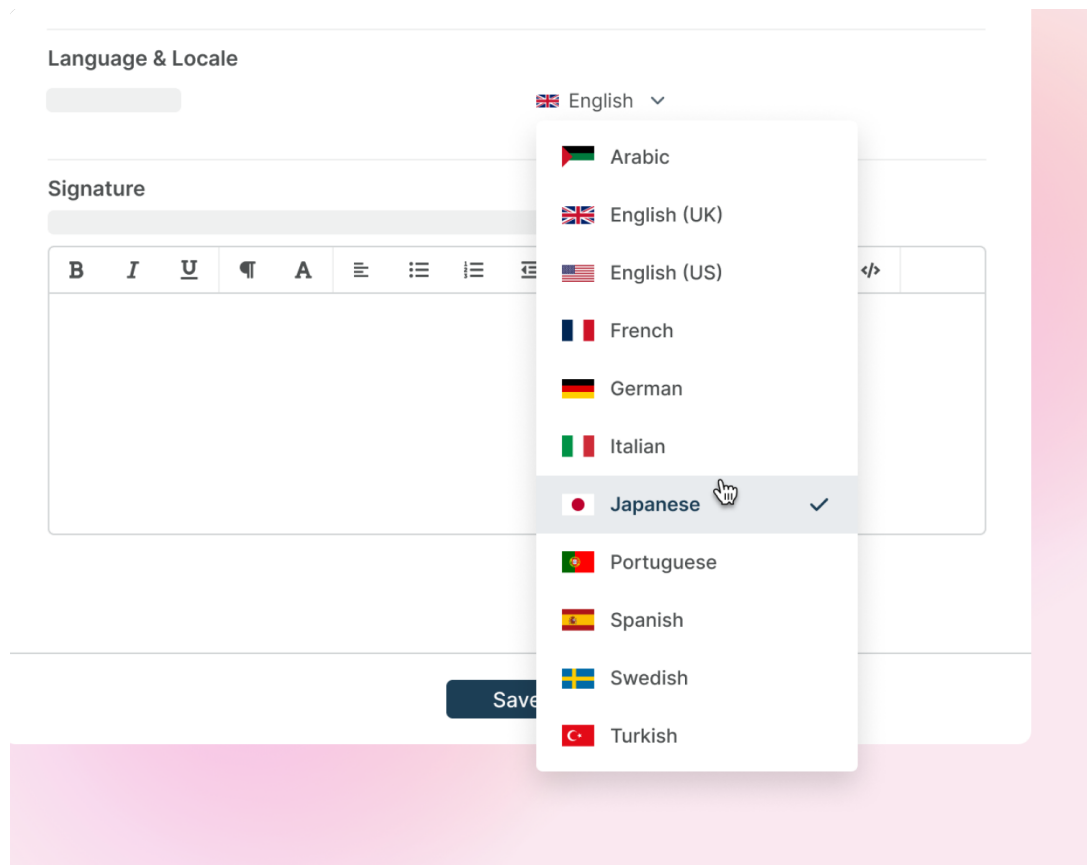 Language & Locale
English
Arabic
Signature
English (UK)
B I U ¶ A </>
English (US)
French
German
Italian
Japanese
Portuguese
Spanish
Swedish
Save
Turkish